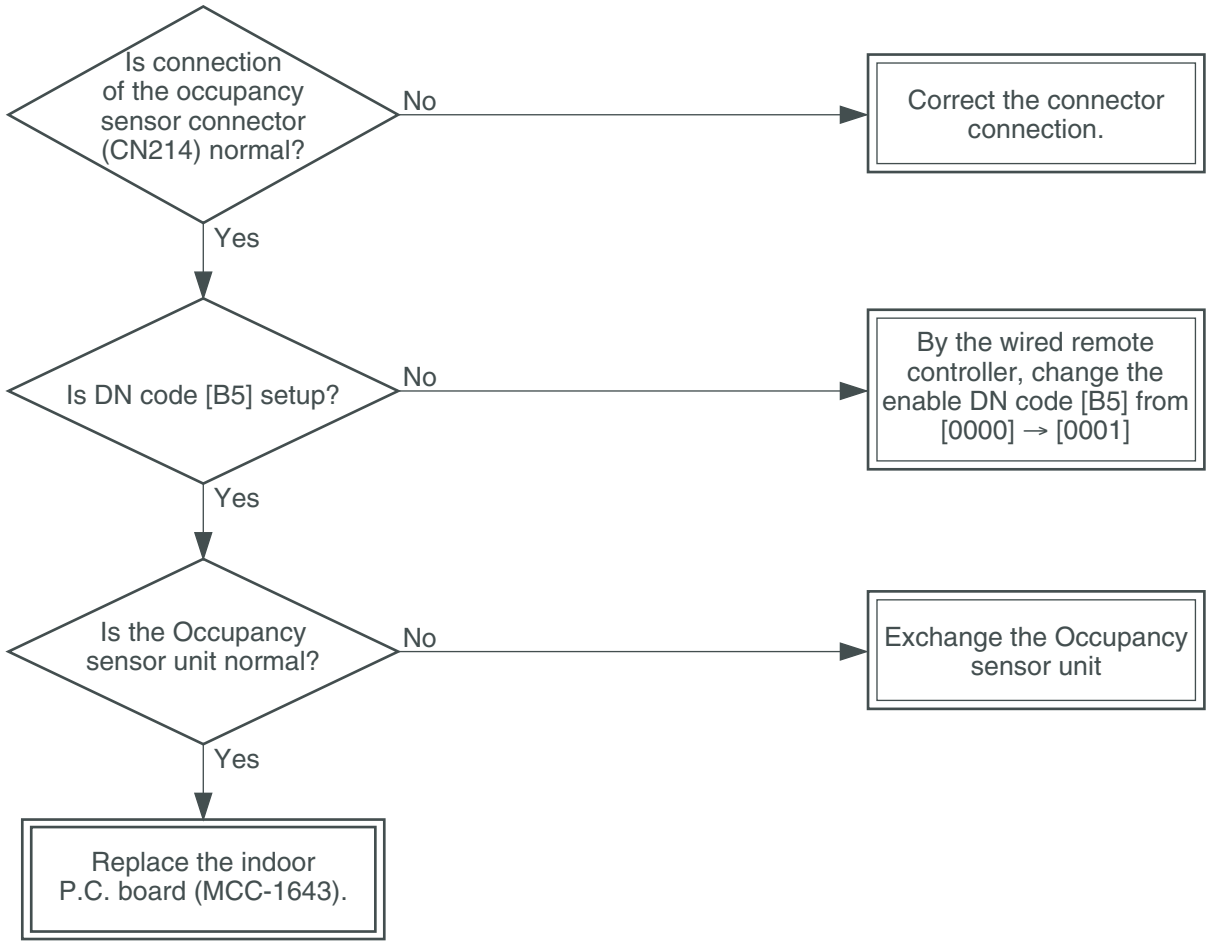 Is connection
of the occupancy
sensor connector
(CN214) normal?
No
Correct the connector
connection.
Yes
Is DN code [B5] setup?
No
By the wired remote
controller, change the
enable DN code [B5] from
[0000] → [0001]
Yes
Is the Occupancy
sensor unit normal?
No
Exchange the Occupancy
sensor unit
Yes
Replace the indoor
P.C. board (MCC-1643).